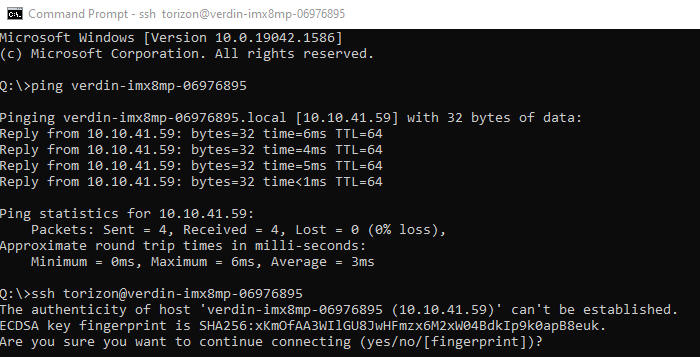 Command Prompt - ssh  torizon@verdin-imx8mp-06976895
Microsoft Windows [Version 10.0.19042.1586]
(c) Microsoft Corporation. All rights reserved.
Q:\>ping verdin-imx8mp-06976895
Pinging verdin-imx8mp-06976895.local [10.10.41.59] with 32 bytes of data:
Reply from 10.10.41.59: bytes=32 time=6ms TTL=64
Reply from 10.10.41.59: bytes=32 time=4ms TTL=64
Reply from 10.10.41.59: bytes=32 time=5ms TTL=64
Reply from 10.10.41.59: bytes=32 time<1ms TTL=64
Ping statistics for 10.10.41.59:
    Packets: Sent = 4, Received = 4, Lost = 0 (0% loss),
Approximate round trip times in milli-seconds:
    Minimum = 0ms, Maximum = 6ms, Average = 3ms
Q:\>ssh torizon@verdin-imx8mp-06976895
The authenticity of host 'verdin-imx8mp-06976895 (10.10.41.59)' can't be established.
ECDSA key fingerprint is SHA256:xKmOfAA3WIlGU8JwHFmzx6M2xW04BdkIp9k0apB8euk.
Are you sure you want to continue connecting (yes/no/[fingerprint])?